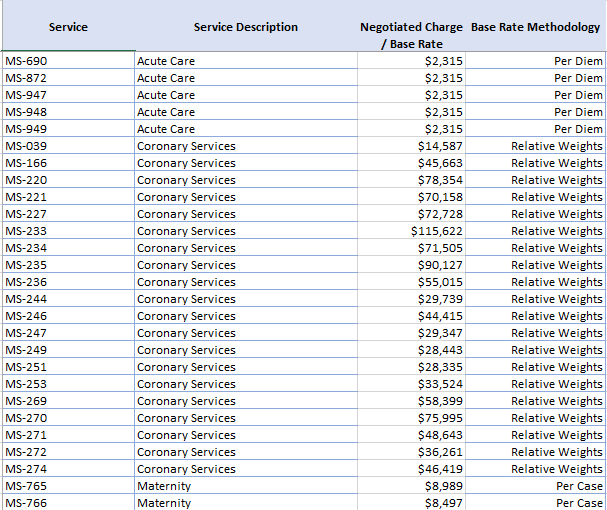 Service Service Description Negotiated Charge Base Rate Methodology
/ Base Rate
MS-690 Acute Care $2,315 Per Diem
MS-872 Acute Care $2,315 Per Diem
MS-947 Acute Care $2,315 Per Diem
MS-948 Acute Care $2,315 Per Diem
MS-949 Acute Care $2,315 Per Diem
MS-039 Coronary Services $14,587 Relative Weights
MS-166 Coronary Services $45,663 Relative Weights
MS-220 Coronary Services $78,354 Relative Weights
MS-221 Coronary Services $70,158 Relative Weights
MS-227 Coronary Services $72,728 Relative Weights
MS-233 Coronary Services $115,622 Relative Weights
MS-234 Coronary Services $71,505 Relative Weights
MS-235 Coronary Services $90,127 Relative Weights
MS-236 Coronary Services $55,015 Relative Weights
MS-244 Coronary Services $29,739 Relative Weights
MS-246 Coronary Services $44,415 Relative Weights
MS-247 Coronary Services $29,347 Relative Weights
MS-249 Coronary Services $28,443 Relative Weights
MS-251 Coronary Services $28,335 Relative Weights
MS-253 Coronary Services $33,524 Relative Weights
MS-269 Coronary Services $58,399 Relative Weights
MS-270 Coronary Services $75,995 Relative Weights
MS-271 Coronary Services $48,643 Relative Weights
MS-272 Coronary Services $36,261 Relative Weights
MS-274 Coronary Services $46,419 Relative Weights
MS-765 Maternity $8,989 Per Case
MS-766 Maternity $8,497 Per Case